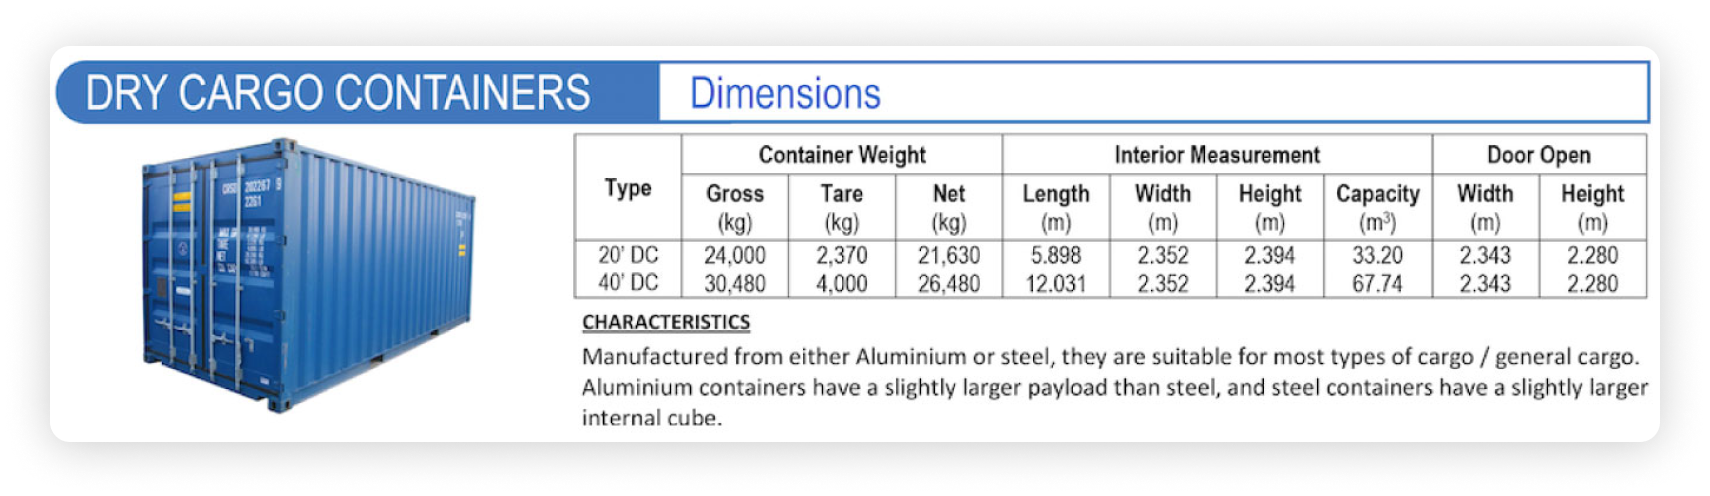 DRY CARGO CONTAINERS Dimensions
Type Container Weight Interior Measurement Door Open
Gross (kg) Tare (kg) Net (kg) Length (m) Width (m) Height (m) Capacity (m³) Width (m) Height (m)
20' DC 24,000 2,370 21,630 5.898 2.352 2.394 33.20 2.343 2.280
40' DC 30,480 4,000 26,480 12.031 2.352 2.394 67.74 2.343 2.280
CHARACTERISTICS
Manufactured from either Aluminium or steel, they are suitable for most types of cargo / general cargo.
Aluminium containers have a slightly larger payload than steel, and steel containers have a slightly larger
internal cube.
202267 9
2261